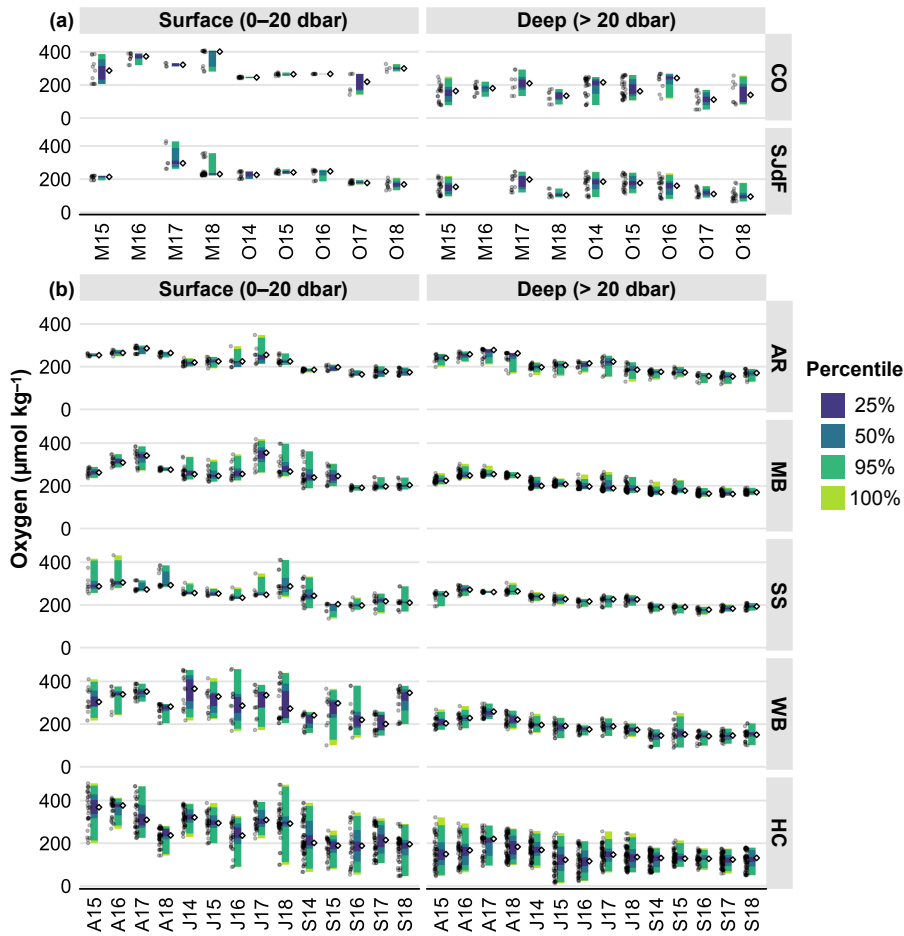 (a)
Surface (0–20 dbar)
Deep (> 20 dbar)
400
200
0
CO
400
200
0
SJdF
M15
M16
M17
M18
O14
O15
O16
O17
O18
M15
M16
M17
M18
O14
O15
O16
O17
O18
(b)
Surface (0–20 dbar)
Deep (> 20 dbar)
Oxygen (μmol kg⁻¹)
400
200
0
AR
400
200
0
MB
400
200
0
SS
400
200
0
WB
400
200
0
HC
A15
A16
A17
A18
J14
J15
J16
J17
J18
S14
S15
S16
S17
S18
A15
A16
A17
A18
J14
J15
J16
J17
J18
S14
S15
S16
S17
S18
Percentile
25%
50%
95%
100%